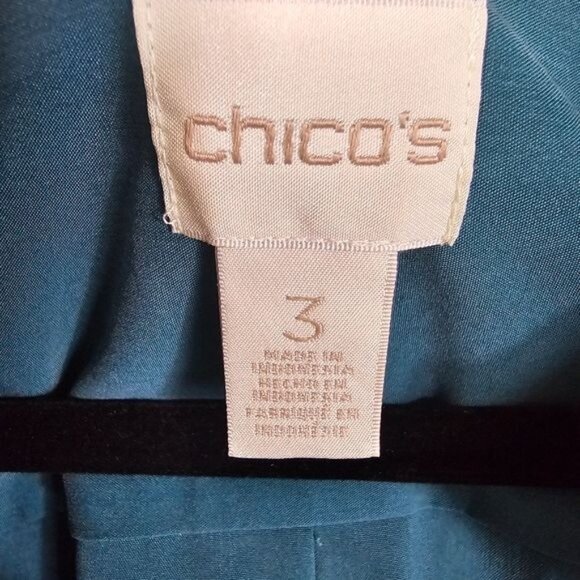 chico's
3
MADE IN
INDONESIA
HECHO EN
INDONESIA
FABRIQUÉ EN
INDONÉSIE